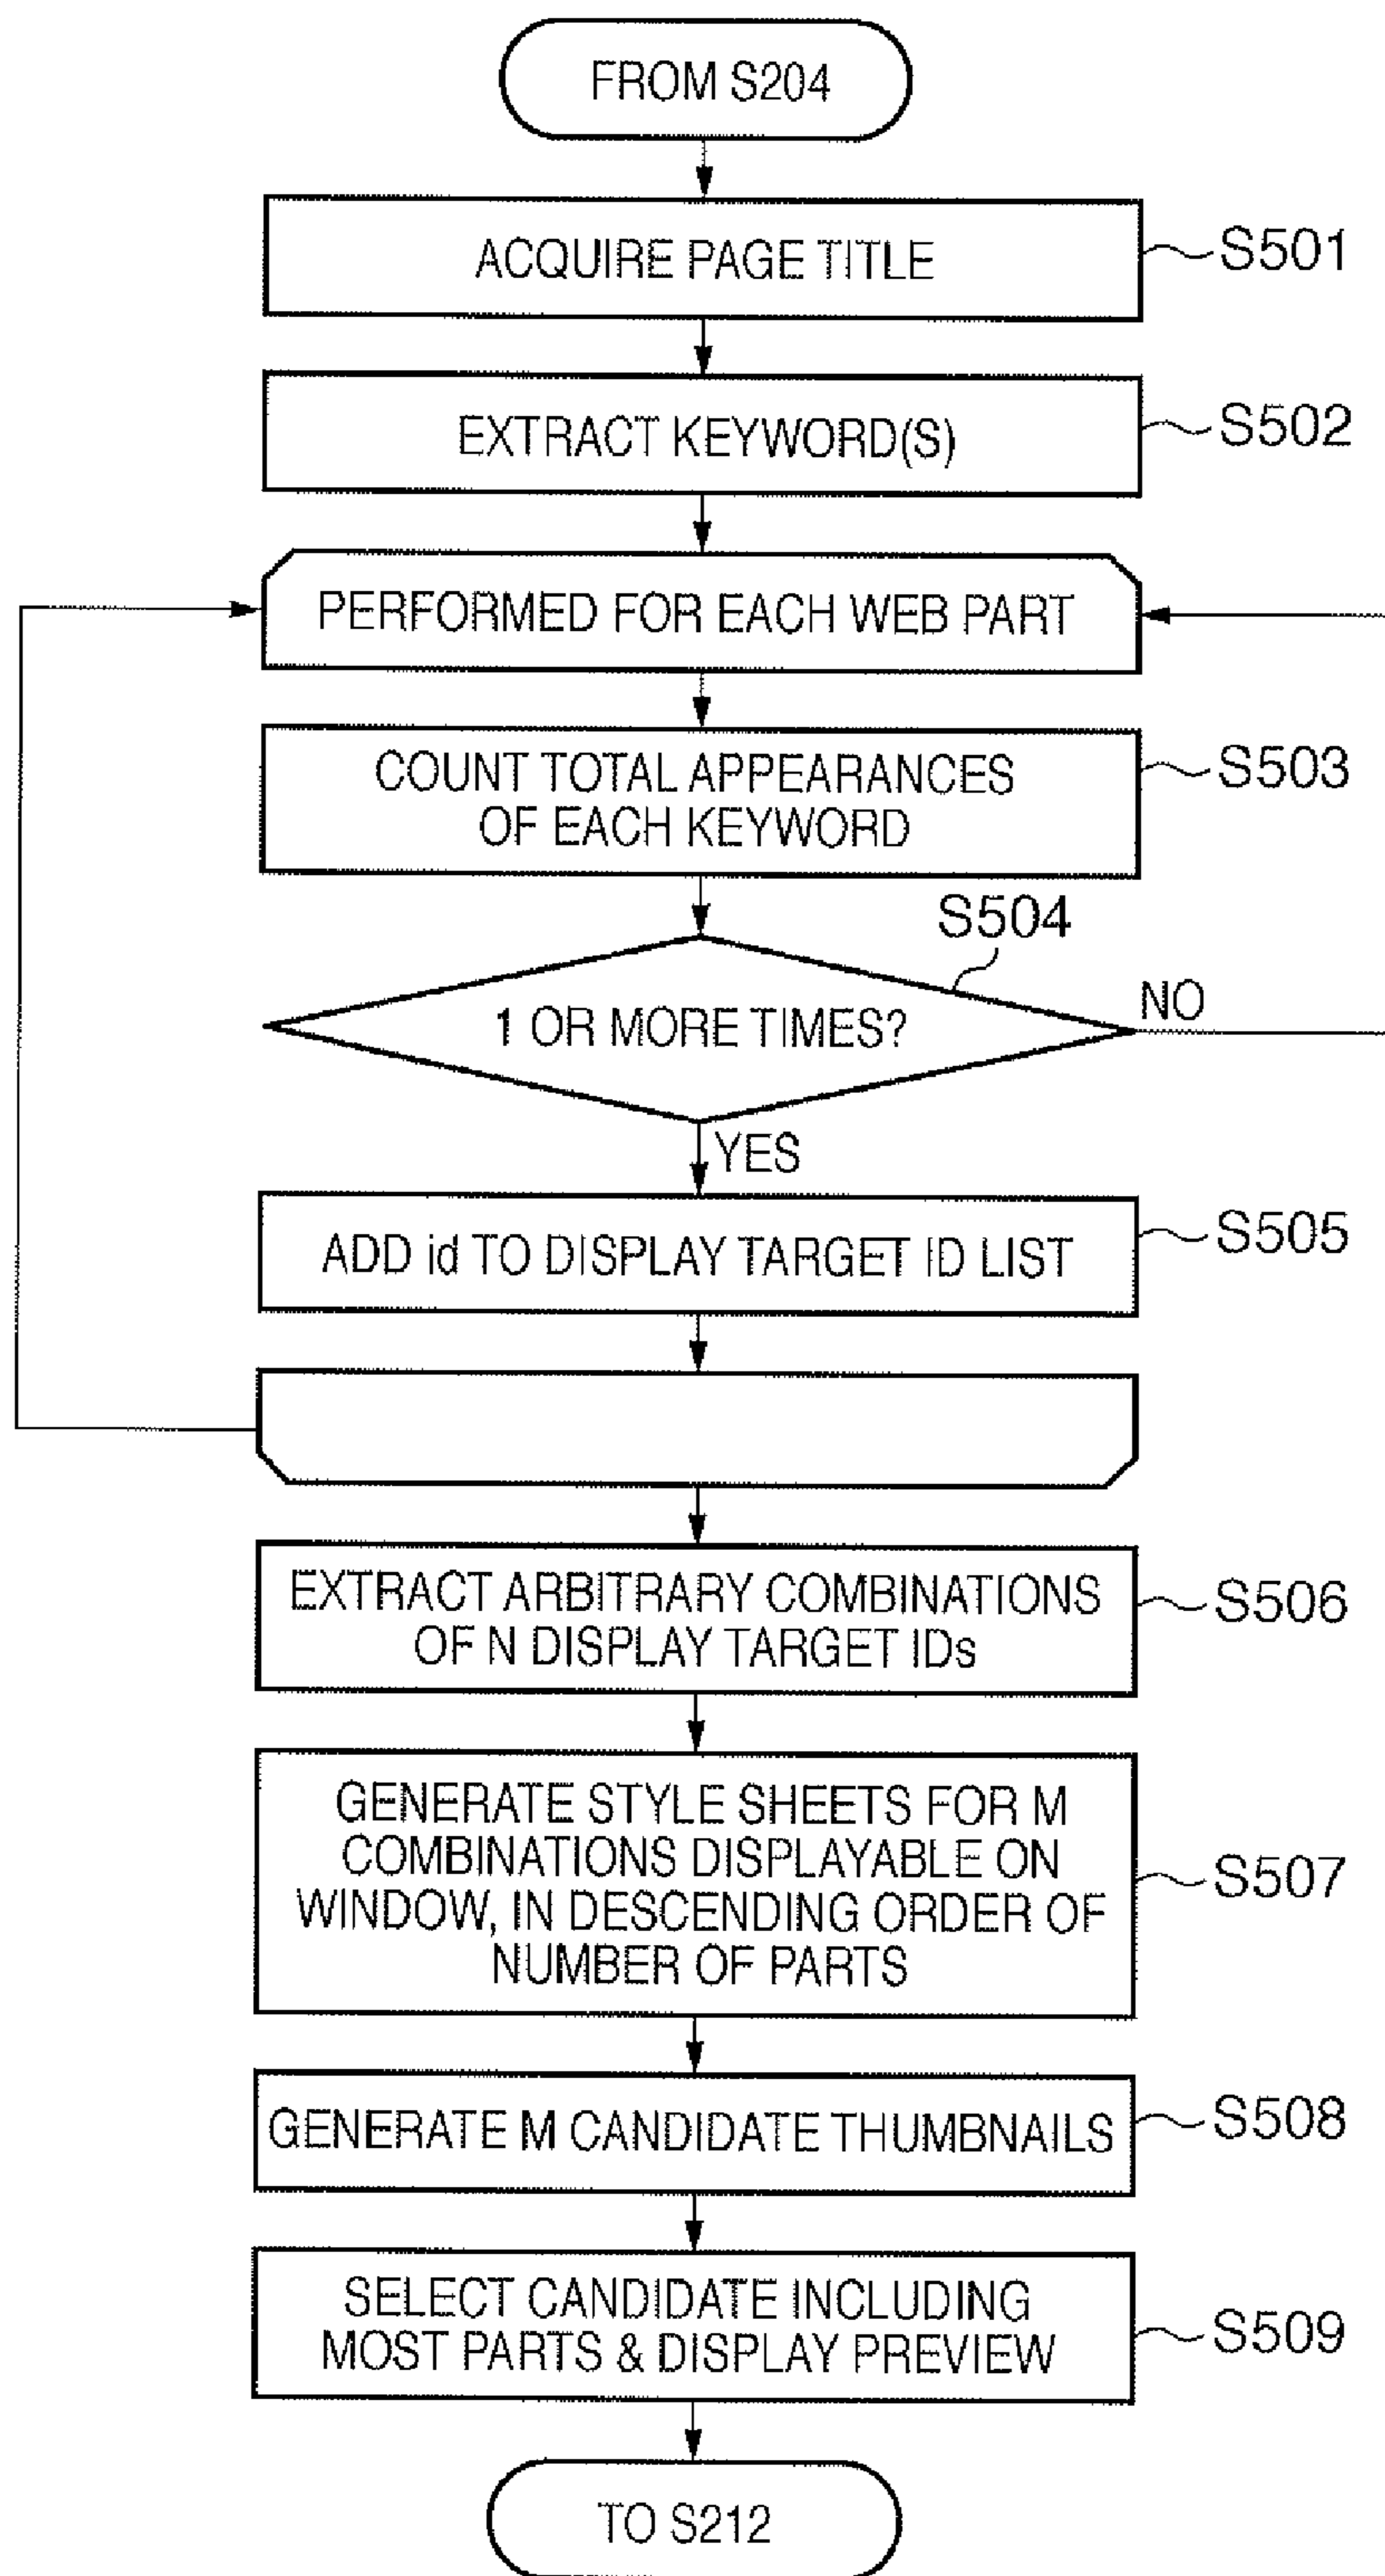 FROM S204
ACQUIRE PAGE TITLE
S501
EXTRACT KEYWORD(S)
S502
PERFORMED FOR EACH WEB PART
COUNT TOTAL APPEARANCES
OF EACH KEYWORD
S503
S504
1 OR MORE TIMES?
NO
YES
ADD id TO DISPLAY TARGET ID LIST
S505
EXTRACT ARBITRARY COMBINATIONS
OF N DISPLAY TARGET IDs
S506
GENERATE STYLE SHEETS FOR M
COMBINATIONS DISPLAYABLE ON
WINDOW, IN DESCENDING ORDER OF
NUMBER OF PARTS
S507
GENERATE M CANDIDATE THUMBNAILS
S508
SELECT CANDIDATE INCLUDING
MOST PARTS & DISPLAY PREVIEW
S509
TO S212